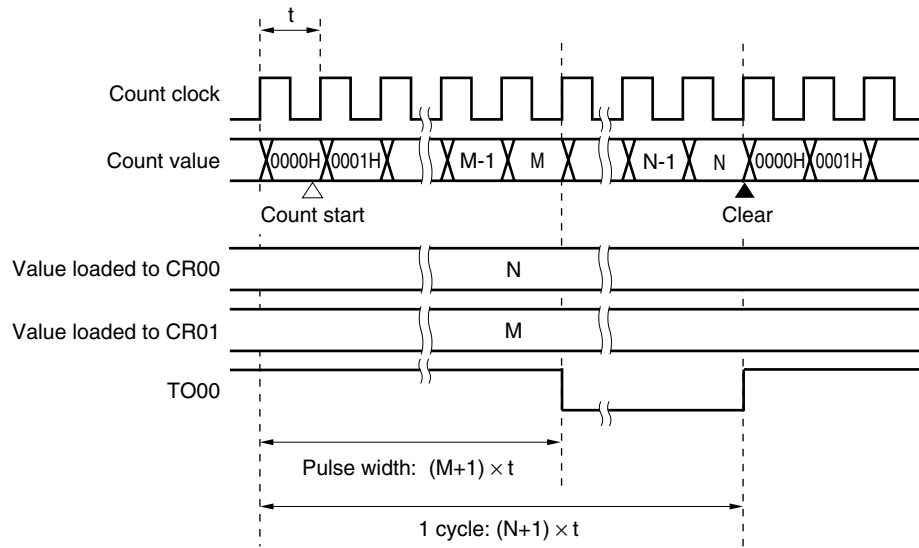 t
Count clock
Count value 0000H 0001H M-1 M N-1 N 0000H 0001H
Count start Clear
Value loaded to CR00 N
Value loaded to CR01 M
TO00
Pulse width: (M+1) × t
1 cycle: (N+1) × t